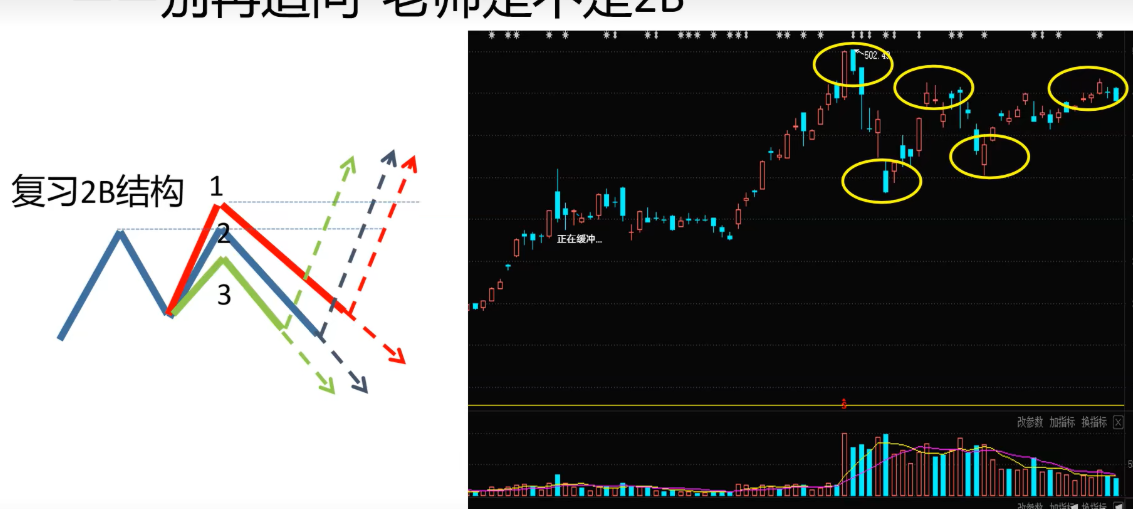 别再追问“老师是不是2B
复习2B结构
1
2
3
502.49
正在缓冲...
改参数 加指标 换指标 X
改参数 加指标 换指标